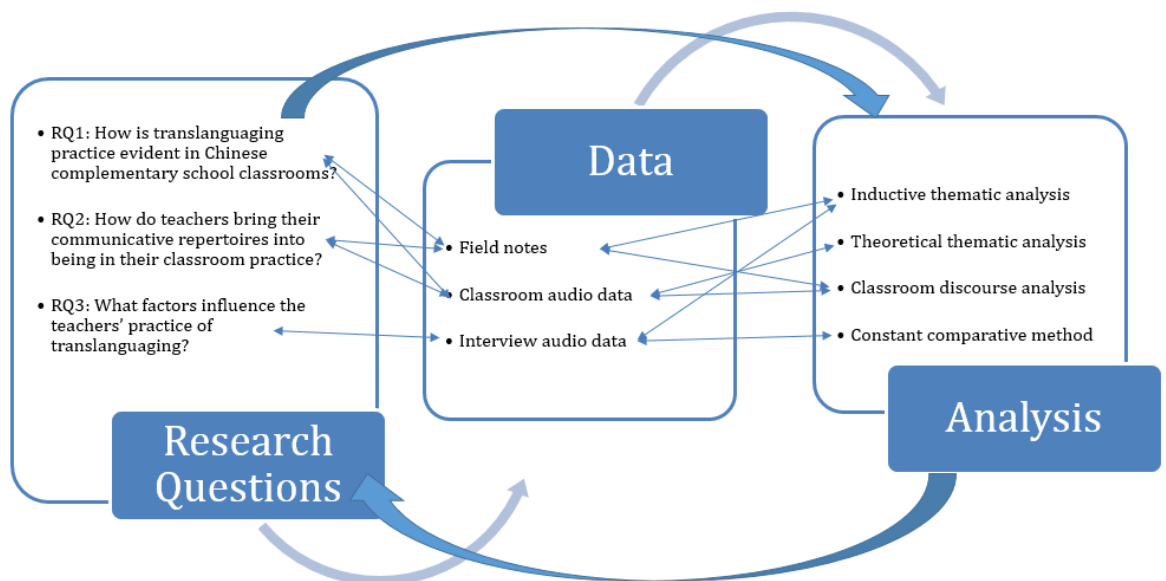 • RQ1: How is translanguaging
practice evident in Chinese
complementary school classrooms?
• RQ2: How do teachers bring their
communicative repertoires into
being in their classroom practice?
• RQ3: What factors influence the
teachers’ practice of
translanguaging?
Research
Questions
Data
• Field notes
• Classroom audio data
• Interview audio data
• Inductive thematic analysis
• Theoretical thematic analysis
• Classroom discourse analysis
• Constant comparative method
Analysis